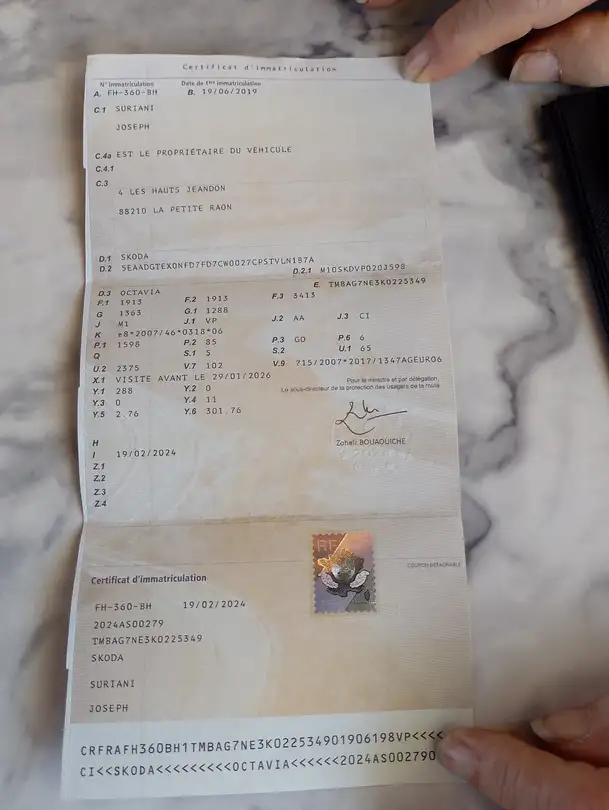 Certificat d'immatriculation
N° immatriculation Date de 1ère immatriculation
A. FH-360-BH B. 19/06/2019
C.1 SURIANI
JOSEPH
C.4a EST LE PROPRIÉTAIRE DU VÉHICULE
C.4.1
C.3
4 LES HAUTS JEANDON
88210 LA PETITE RAON
D.1 SKODA
D.2 5EAADGTEX0NFD7FD7CW0027CPSTVLN187A
D.2.1 M10SKDVP020J598
D.3 OCTAVIA E. TMBAG7NE3K0225349
F.1 1913 F.2 1913 F.3 3413
G 1363 G.1 1288
J M1 J.1 VP J.2 AA J.3 CI
K e8*2007/46*0318*06
P.1 1598 P.2 85 P.3 GO P.6 6
Q S.1 5 S.2 U.1 65
U.2 2375 V.7 102 V.9 715/2007*2017/1347AGEUR06
X.1 VISITE AVANT LE 29/01/2026
Pour le ministre et par délégation,
Le sous-directeur de la protection des usagers de la route
Y.1 288 Y.2 0
Y.3 0 Y.4 11
Y.5 2.76 Y.6 301.76
Zoheir BOUAOUICHE
H
I 19/02/2024
Z.1
Z.2
Z.3
Z.4
RF
COUPON DÉTACHABLE
Certificat d'immatriculation
FH-360-BH 19/02/2024
2024AS00279
TMBAG7NE3K0225349
SKODA
SURIANI
JOSEPH
CRFRAFH360BH1TMBAG7NE3K022534901906198VP<<<<
CI<<SKODA<<<<<<<<<OCTAVIA<<<<<<2024AS002790